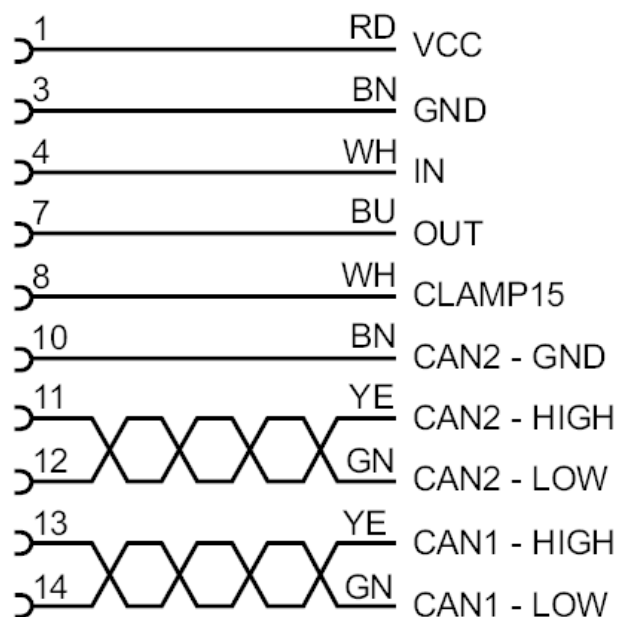 1 RD VCC
3 BN GND
4 WH IN
7 BU OUT
8 WH CLAMP15
10 BN CAN2 - GND
11 YE CAN2 - HIGH
12 GN CAN2 - LOW
13 YE CAN1 - HIGH
14 GN CAN1 - LOW